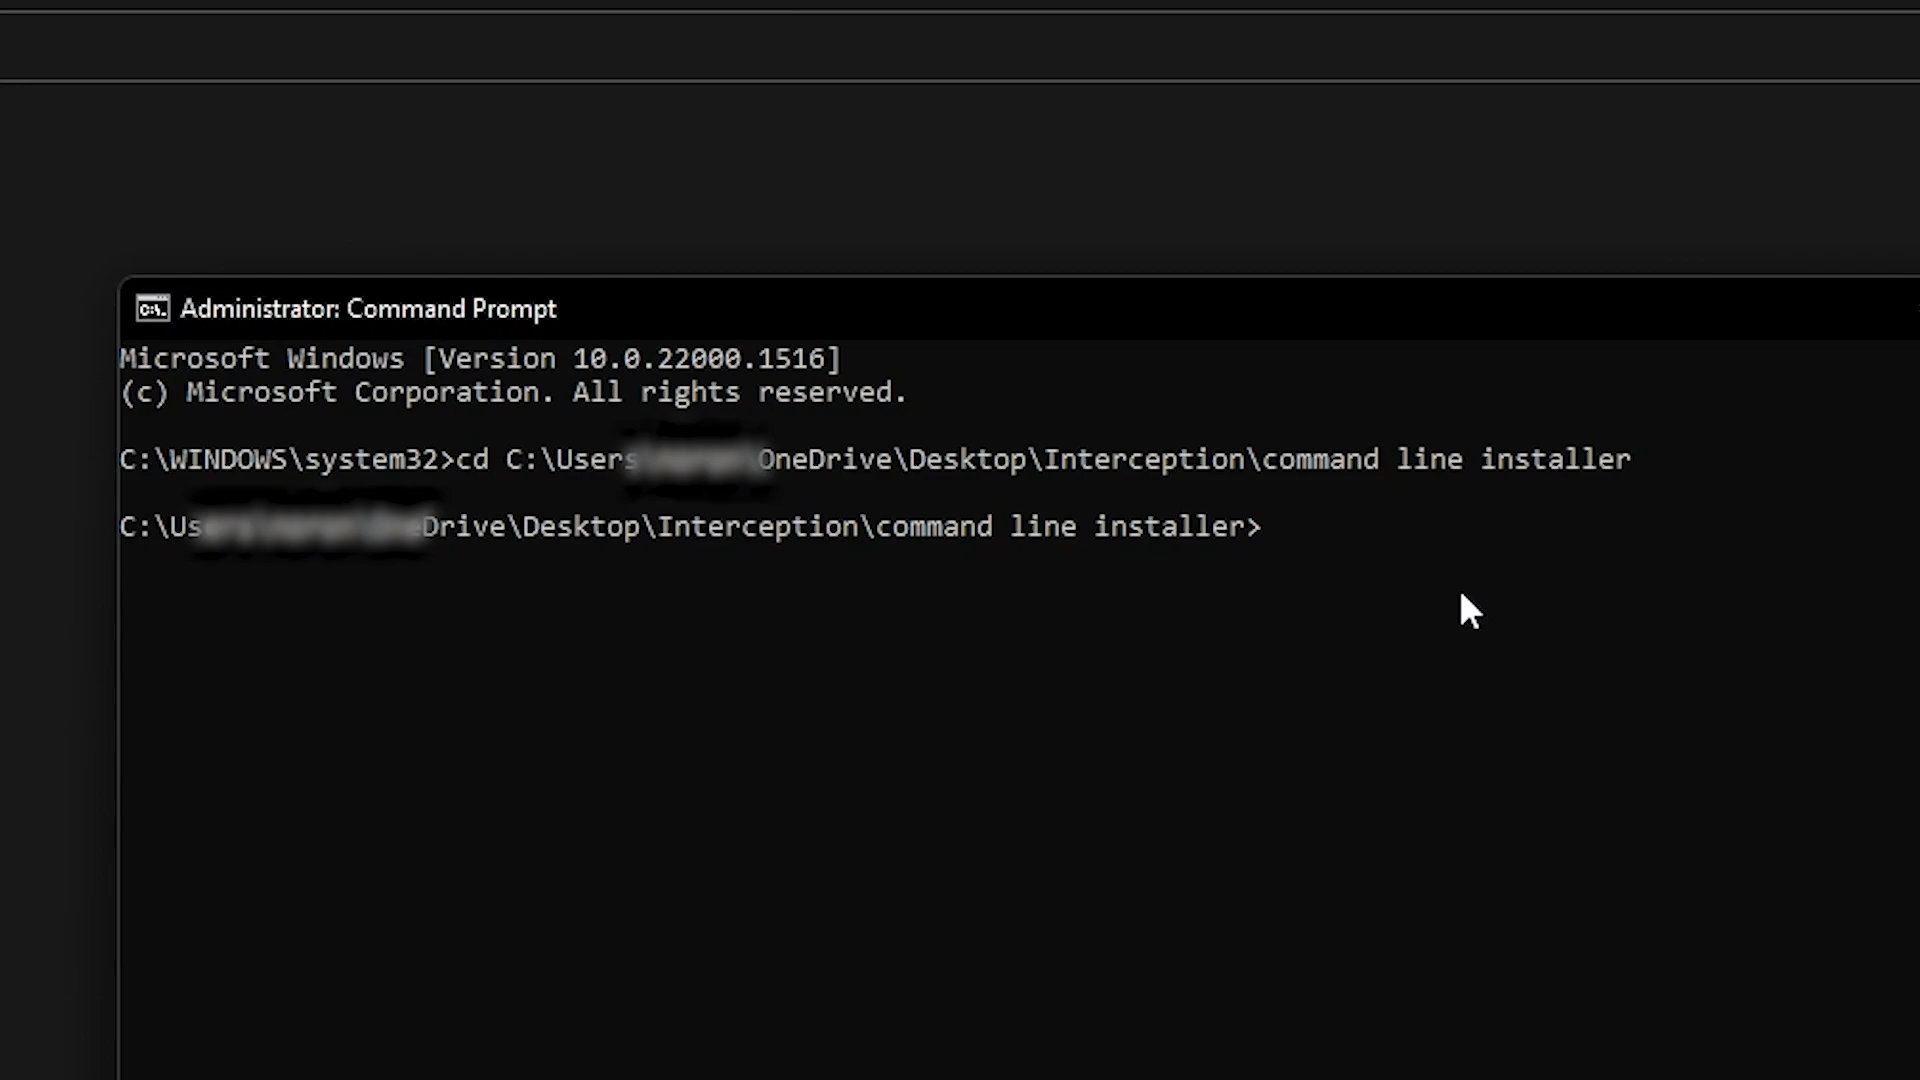 Administrator: Command Prompt
Microsoft Windows [Version 10.0.22000.1516]
(c) Microsoft Corporation. All rights reserved.
C:\WINDOWS\system32>cd C:\Users OneDrive\Desktop\Interception\command line installer
C:\Us Drive\Desktop\Interception\command line installer>